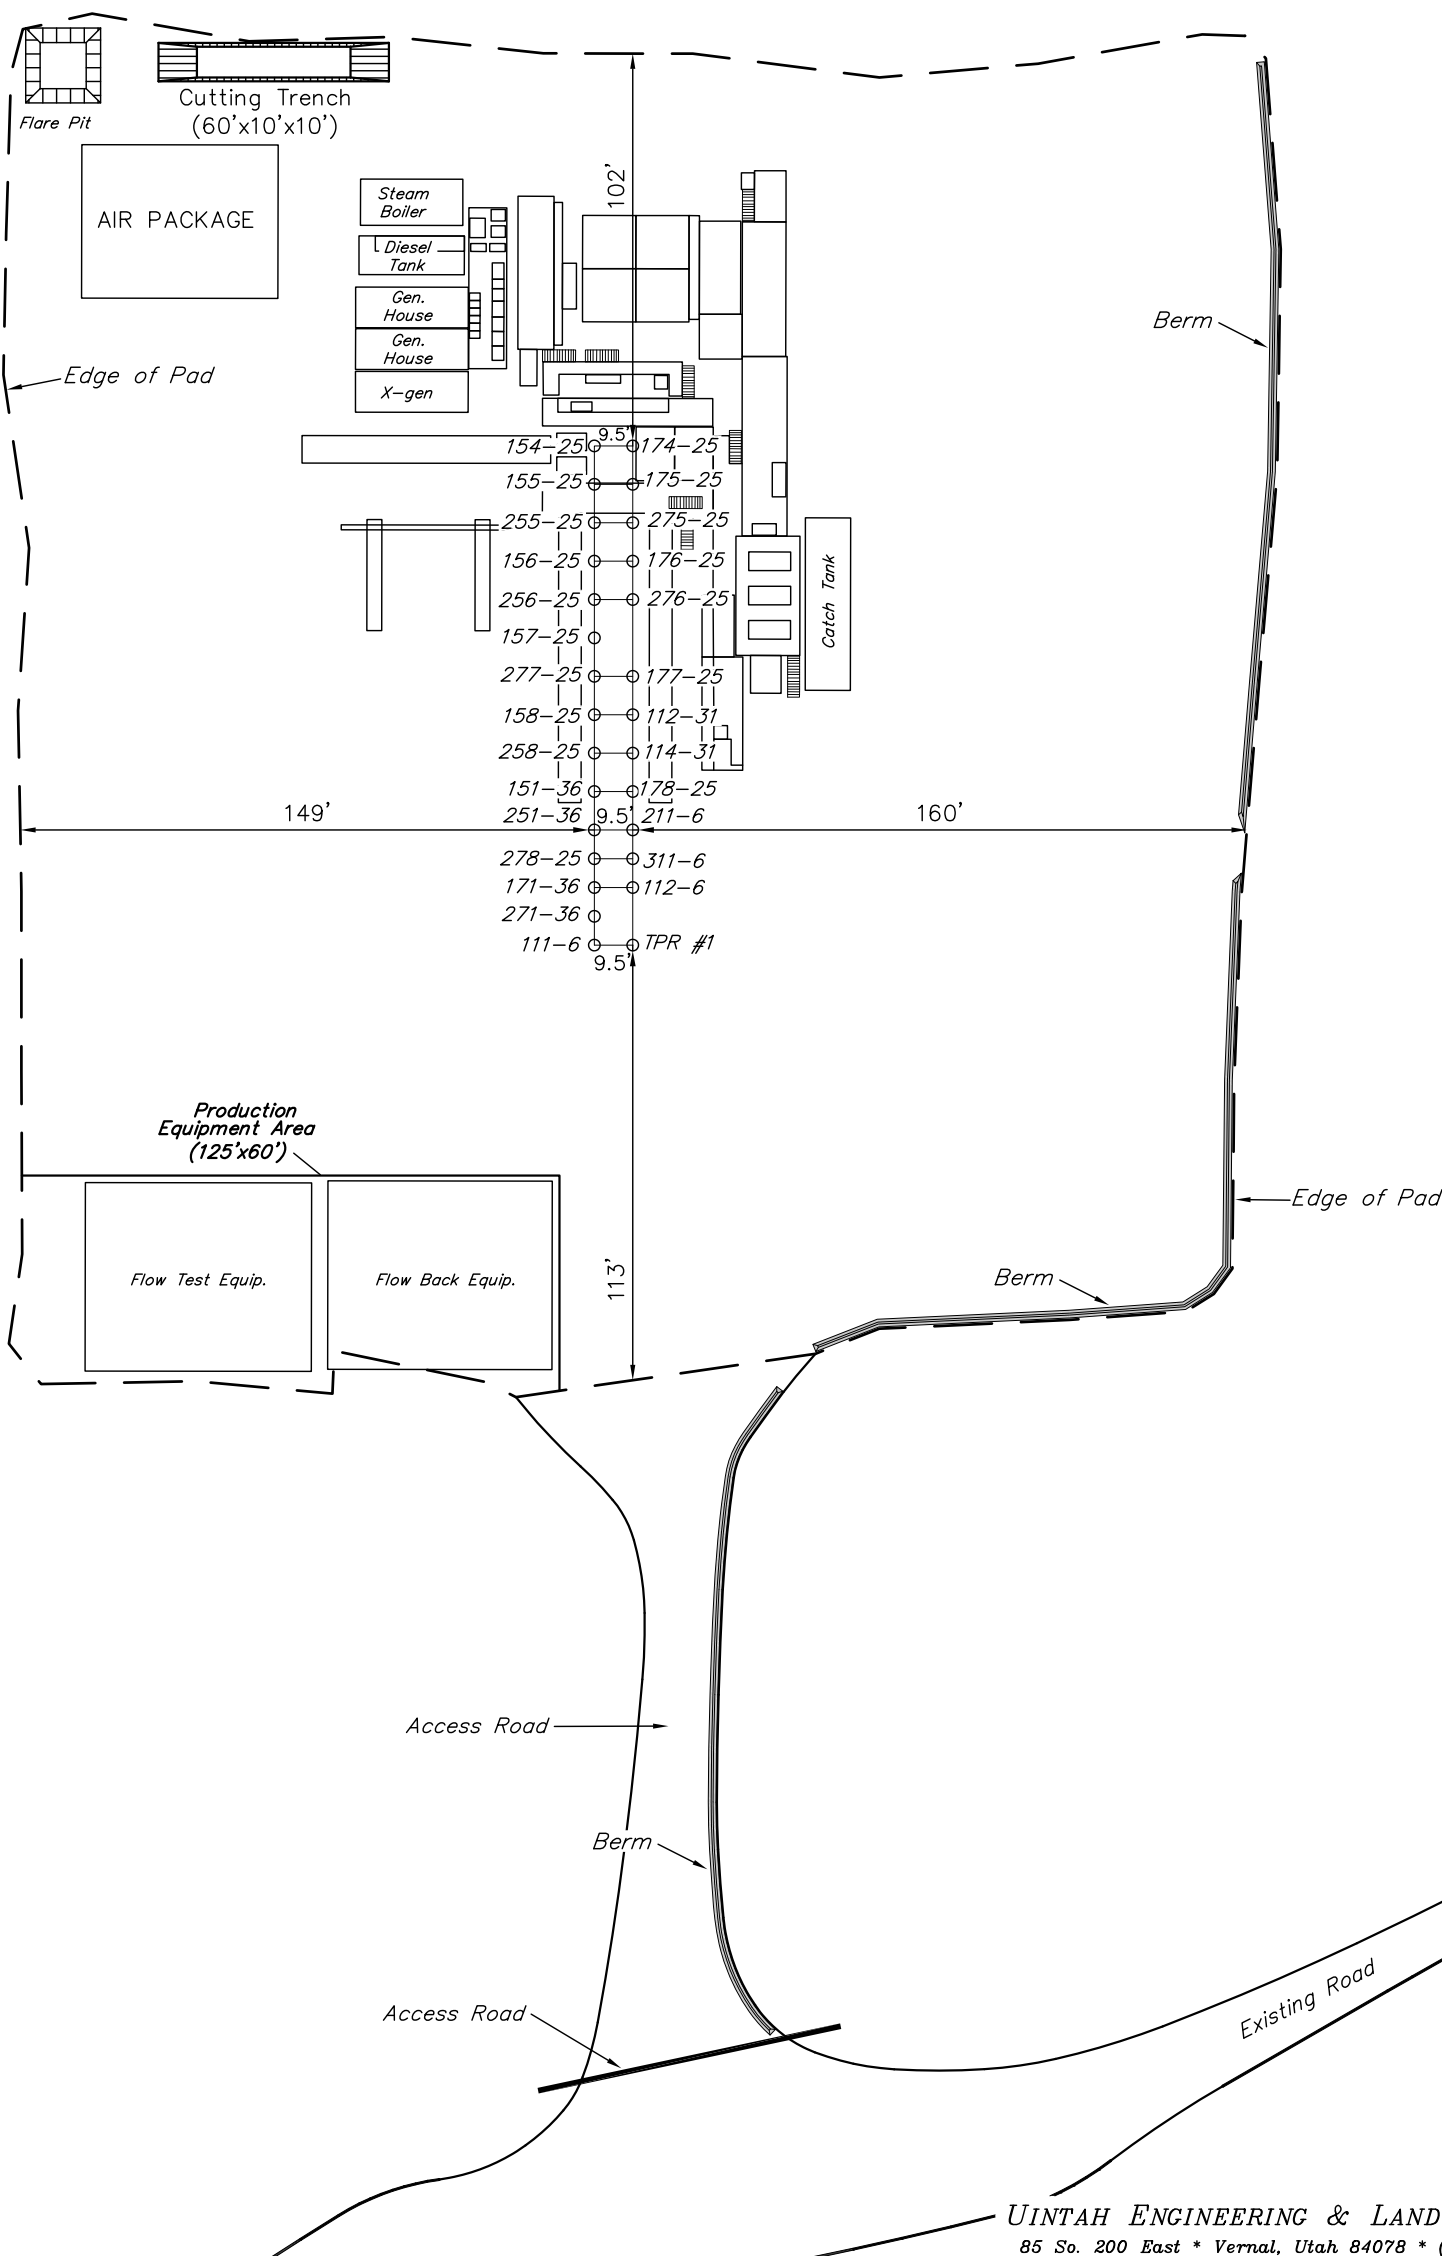 Flare Pit
Cutting Trench
(60'x10'x10')
AIR PACKAGE
Steam
Boiler
Diesel
Tank
Gen.
House
Gen.
House
X-gen
102'
Berm
Edge of Pad
9.5'
154-25
174-25
155-25
175-25
255-25
275-25
156-25
176-25
256-25
276-25
157-25
277-25
177-25
158-25
112-31
258-25
114-31
151-36
178-25
251-36
9.5'
211-6
278-25
311-6
171-36
112-6
271-36
111-6
TPR #1
9.5'
Catch Tank
149'
160'
Production
Equipment Area
(125'x60')
Flow Test Equip.
Flow Back Equip.
113'
Edge of Pad
Berm
Access Road
Berm
Access Road
Existing Road
UINTAH ENGINEERING & LAND
85 So. 200 East * Vernal, Utah 84078 * (